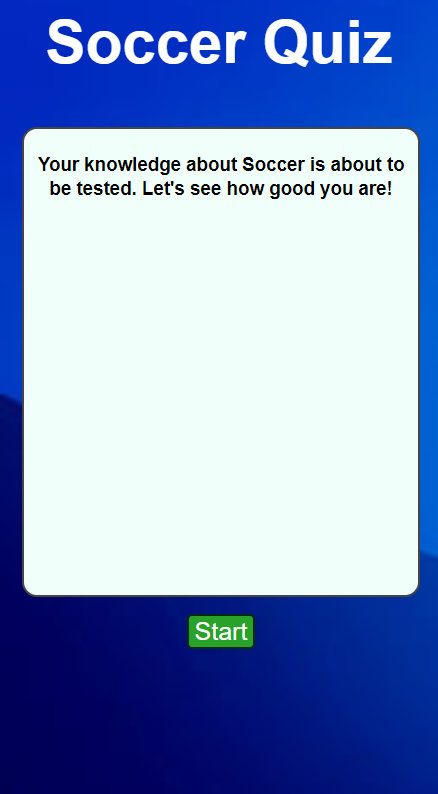 Soccer Quiz
Your knowledge about Soccer is about to
be tested. Let's see how good you are!
Start